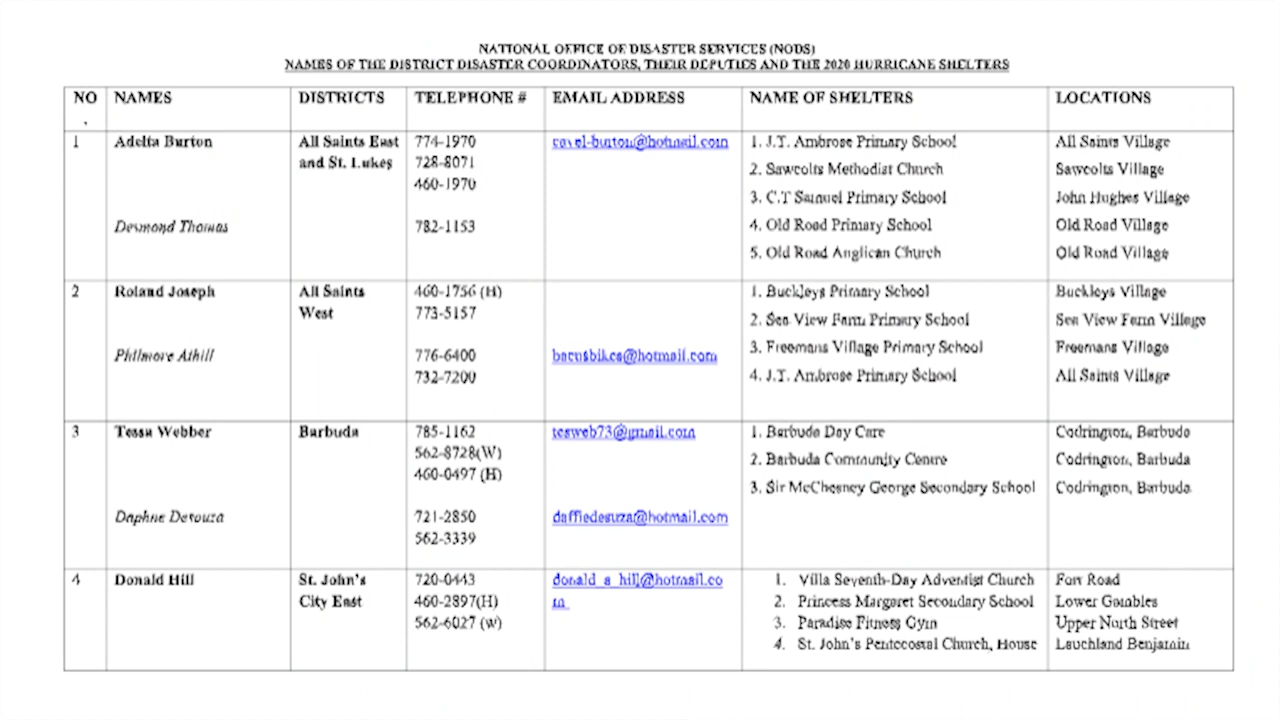 NATIONAL OFFICE OF DISASTER SERVICES (NODS)
NAMES OF THE DISTRICT DISASTER COORDINATORS, THEIR DEPUTIES AND THE 2020 HURRICANE SHELTERS
NO. NAMES DISTRICTS TELEPHONE # EMAIL ADDRESS NAME OF SHELTERS LOCATIONS
1 Adelta Burton All Saints East 774-1970 1. J.T. Ambrose Primary School All Saints Village
and St. Lukes 728-8071 2. Sawcolts Methodist Church Sawcolts Village
460-1970 3. C.T Samuel Primary School John Hughes Village
Desmond Thomas 782-1153 4. Old Road Primary School Old Road Village
5. Old Road Anglican Church Old Road Village
2 Roland Joseph All Saints 460-1756 (H) 1. Buckleys Primary School Buckleys Village
West 773-5157 2. Sea View Farm Primary School Sea View Farm Village
3. Freemans Village Primary School Freemans Village
Philmore Athill 776-6400 bacusbikes@hotmail.com
732-7200 4. J.T. Ambrose Primary School All Saints Village
3 Tessa Webber Barbuda 785-1162 tesweb73@gmail.com 1. Barbuda Day Care Codrington, Barbuda
562-8728(W) 2. Barbuda Community Centre Codrington, Barbuda
460-0497 (H) 3. Sir McChesney George Secondary School Codrington, Barbuda
Daphne Desouza 721-2850 daffiedesuza@hotmail.com
562-3339
4 Donald Hill St. John's 720-0443 donald_a_hill@hotmail.co 1. Villa Seventh-Day Adventist Church Fort Road
City East 460-2897(H) m 2. Princess Margaret Secondary School Lower Gambles
562-6027 (w) 3. Paradise Fitness Gym Upper North Street
4. St. John's Pentecostal Church, House Lauchland Benjamin